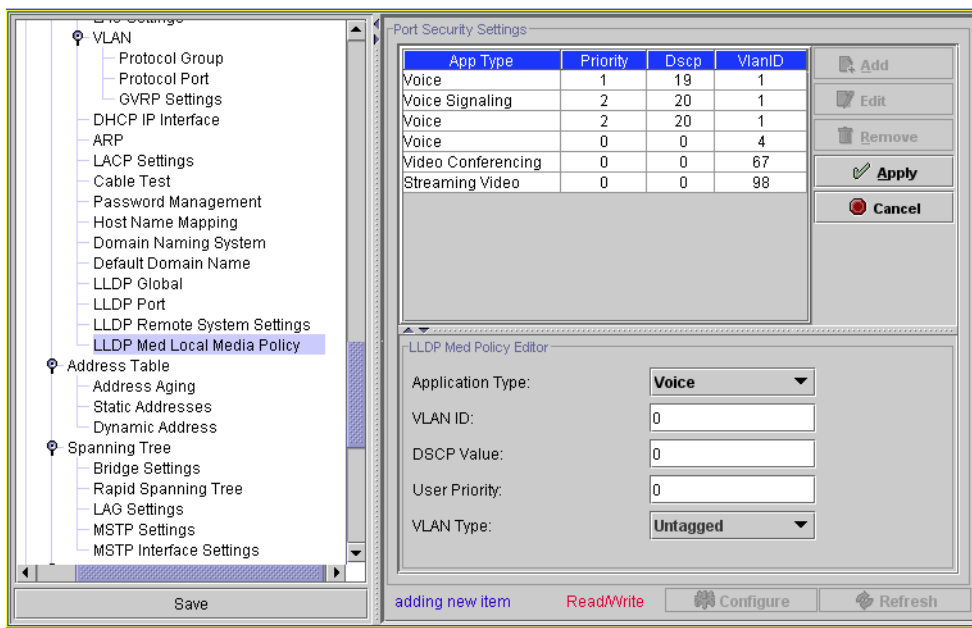 VLAN
Protocol Group
Protocol Port
GVRP Settings
DHCP IP Interface
ARP
LACP Settings
Cable Test
Password Management
Host Name Mapping
Domain Naming System
Default Domain Name
LLDP Global
LLDP Port
LLDP Remote System Settings
LLDP Med Local Media Policy
Address Table
Address Aging
Static Addresses
Dynamic Address
Spanning Tree
Bridge Settings
Rapid Spanning Tree
LAG Settings
MSTP Settings
MSTP Interface Settings
Save
Port Security Settings
App Type Priority Dscp VlanID
Voice 1 19 1
Voice Signaling 2 20 1
Voice 2 20 1
Voice 0 0 4
Video Conferencing 0 0 67
Streaming Video 0 0 98
Add
Edit
Remove
Apply
Cancel
LLDP Med Policy Editor
Application Type: Voice
VLAN ID: 0
DSCP Value: 0
User Priority: 0
VLAN Type: Untagged
adding new item Read/Write Configure Refresh